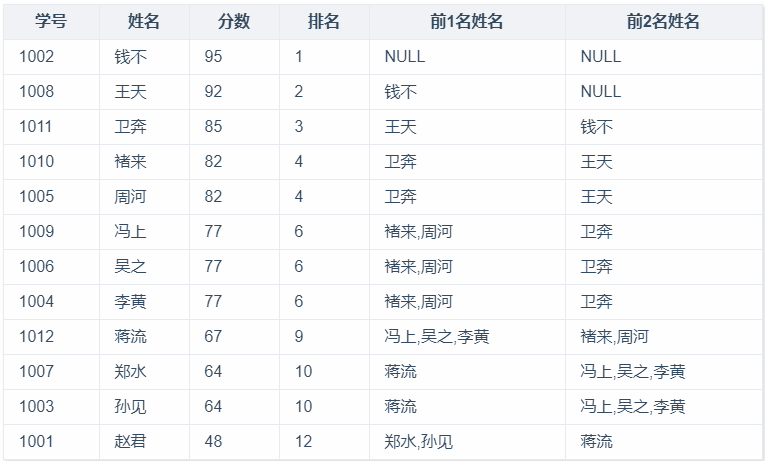 学号 姓名 分数 排名 前1名姓名 前2名姓名
1002 钱不 95 1 NULL NULL
1008 王天 92 2 钱不 NULL
1011 卫奔 85 3 王天 钱不
1010 褚来 82 4 卫奔 王天
1005 周河 82 4 卫奔 王天
1009 冯上 77 6 褚来,周河 卫奔
1006 吴之 77 6 褚来,周河 卫奔
1004 李黄 77 6 褚来,周河 卫奔
1012 蒋流 67 9 冯上,吴之,李黄 褚来,周河
1007 郑水 64 10 蒋流 冯上,吴之,李黄
1003 孙见 64 10 蒋流 冯上,吴之,李黄
1001 赵君 48 12 郑水,孙见 蒋流